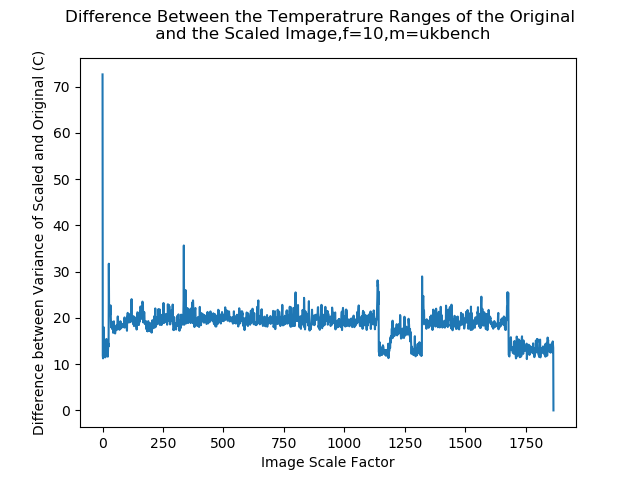 Difference Between the Temperatrure Ranges of the Original
and the Scaled Image,f=10,m=ukbench
Difference between Variance of Scaled and Original (C)
70
60
50
40
30
20
10
0
0 250 500 750 1000 1250 1500 1750
Image Scale Factor